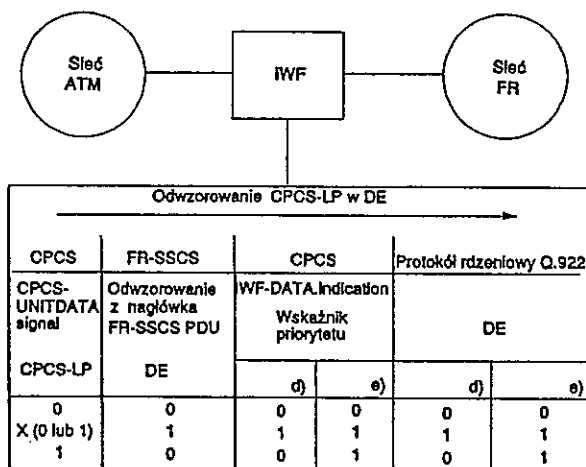 Sieć
ATM
IWF
Sieć
FR
Odwzorowanie CPCS-LP w DE
CPCS FR-SSCS CPCS Protokół rdzeniowy Q.922
CPCS-
UNITDATA
signal
Odwzorowanie
z nagłówka
FR-SSCS PDU
IWF-DATA.Indication
Wskaźnik
priorytetu
DE
CPCS-LP DE d) e) d) e)
0 0 0 0 0 0
X (0 lub 1) 1 1 1 1 1
1 0 0 1 0 1